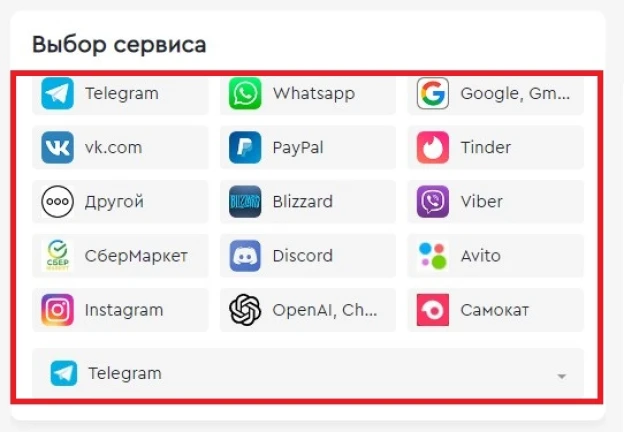 Выбор сервиса
Telegram Whatsapp Google, Gm...
vk.com PayPal Tinder
Другой Blizzard Viber
СберМаркет Discord Avito
Instagram OpenAI, Ch... Самокат
Telegram